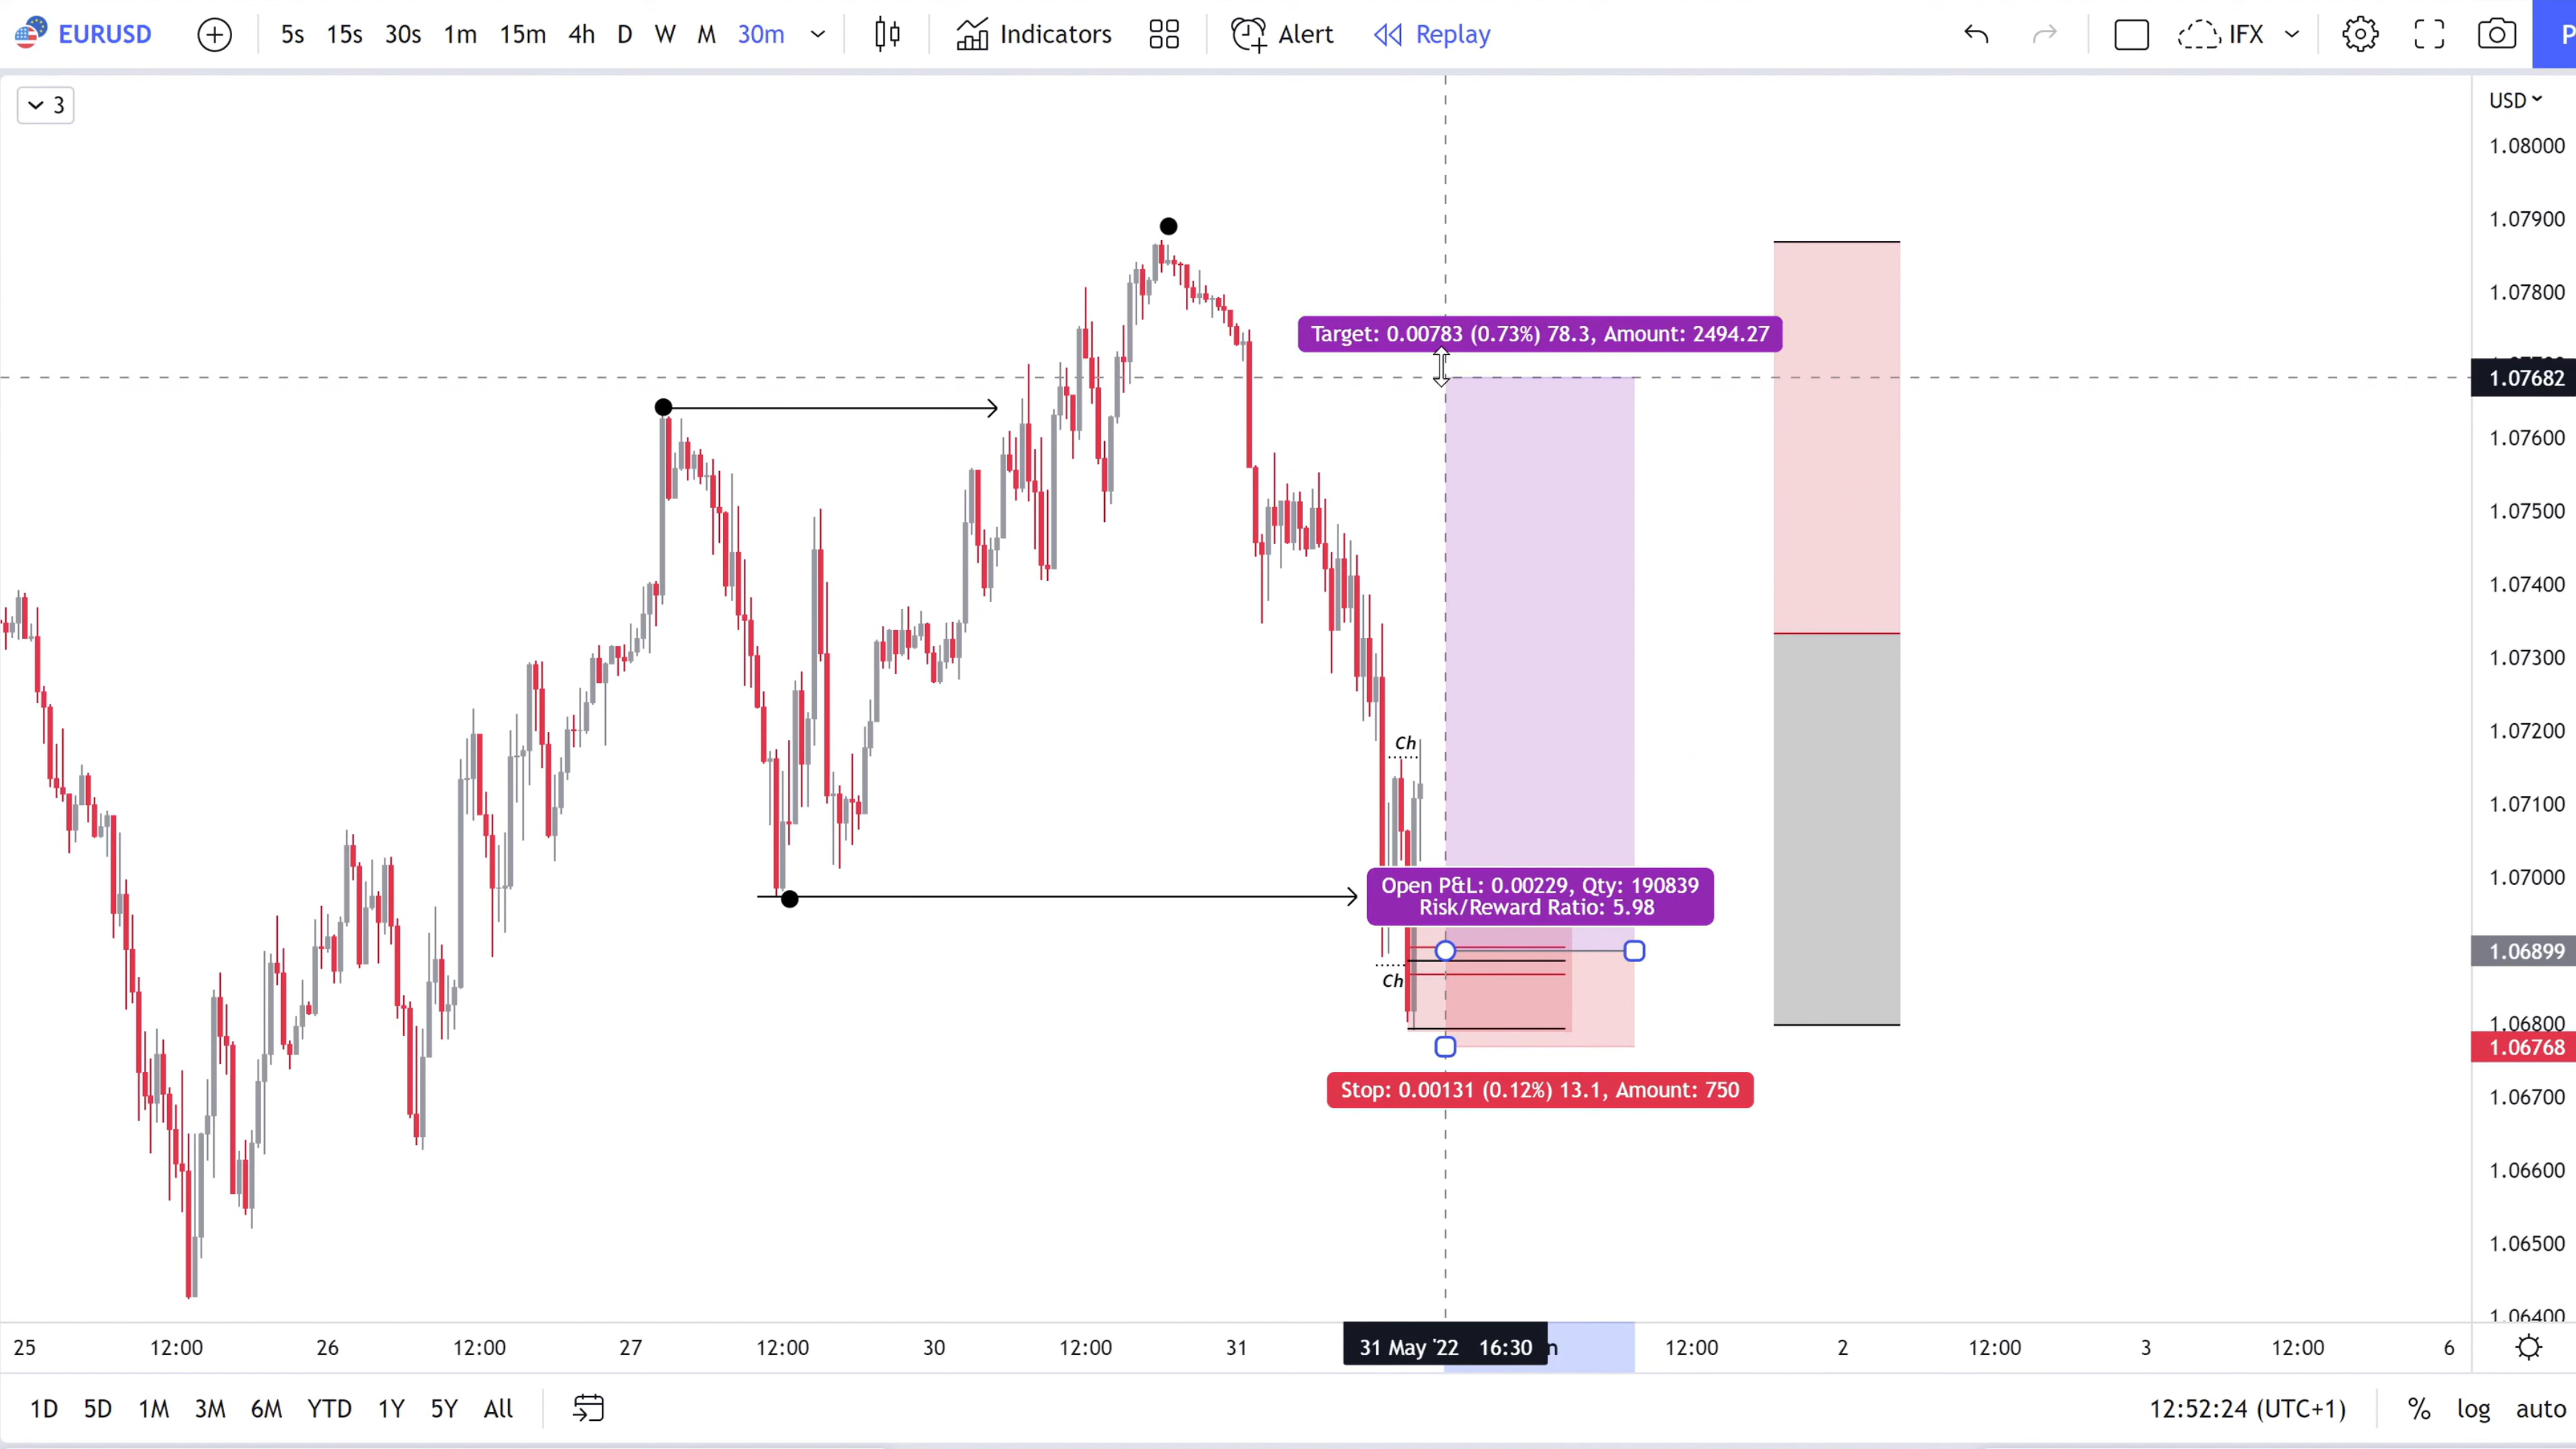 EURUSD 5s 15s 30s 1m 15m 4h D W M 30m Indicators Alert Replay IFX P
3
USD
1.08000
1.07900
1.07800
Target: 0.00783 (0.73%) 78.3, Amount: 2494.27
1.07682
1.07600
1.07500
1.07400
1.07300
1.07200
Ch
1.07100
1.07000
Open P&L: 0.00229, Qty: 190839
Risk/Reward Ratio: 5.98
1.06899
Ch
1.06800
1.06768
Stop: 0.00131 (0.12%) 13.1, Amount: 750
1.06700
1.06600
1.06500
1.06400
25 12:00 26 12:00 27 12:00 30 12:00 31 31 May '22 16:30 n 12:00 2 12:00 3 12:00 6
1D 5D 1M 3M 6M YTD 1Y 5Y All 12:52:24 (UTC+1) % log auto